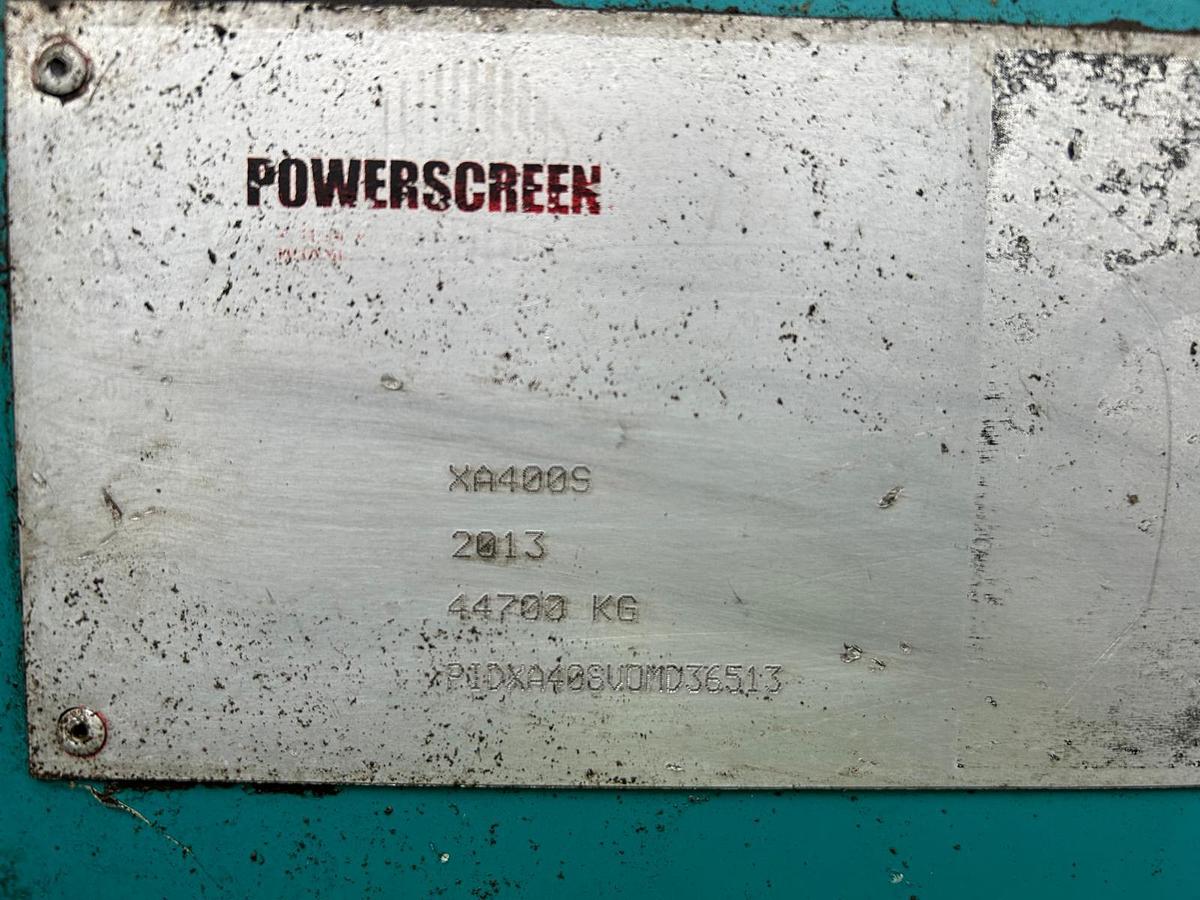 POWERSCREEN
XA400S
2013
44700 KG
PIDXA40SVOMD36513